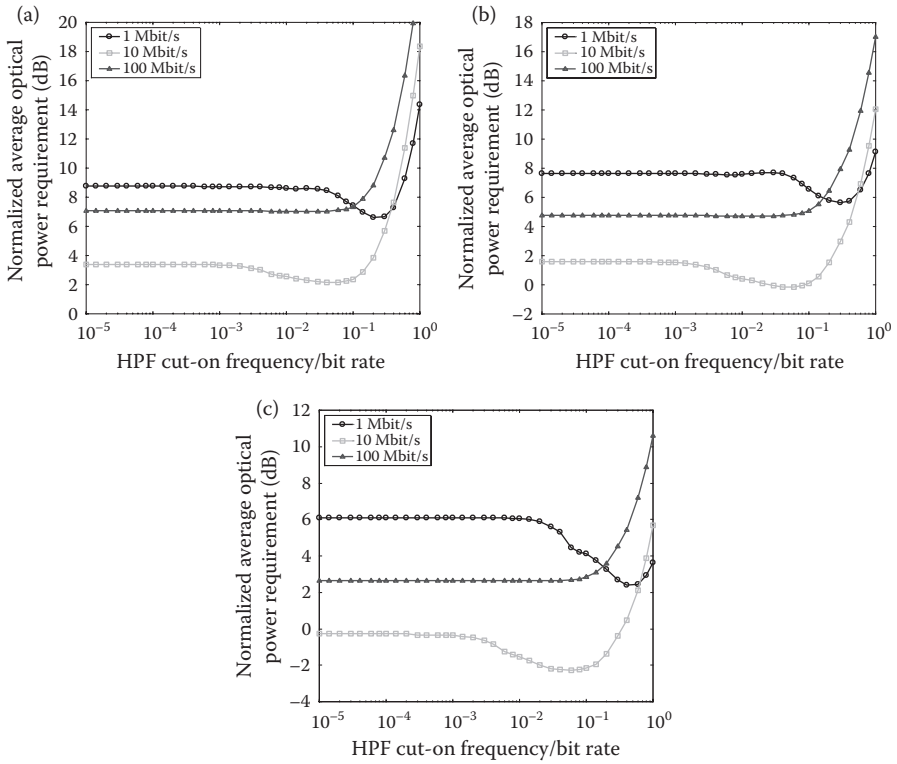 (a)
20
18
16
14
12
10
8
6
4
2
0
Normalized average optical
power requirement (dB)
1 Mbit/s
10 Mbit/s
100 Mbit/s
10⁻⁵ 10⁻⁴ 10⁻³ 10⁻² 10⁻¹ 10⁰
HPF cut-on frequency/bit rate
(b)
18
16
14
12
10
8
6
4
2
0
−2
Normalized average optical
power requirement (dB)
1 Mbit/s
10 Mbit/s
100 Mbit/s
10⁻⁵ 10⁻⁴ 10⁻³ 10⁻² 10⁻¹ 10⁰
HPF cut-on frequency/bit rate
(c)
12
10
8
6
4
2
0
−2
−4
Normalized average optical
power requirement (dB)
1 Mbit/s
10 Mbit/s
100 Mbit/s
10⁻⁵ 10⁻⁴ 10⁻³ 10⁻² 10⁻¹ 10⁰
HPF cut-on frequency/bit rate